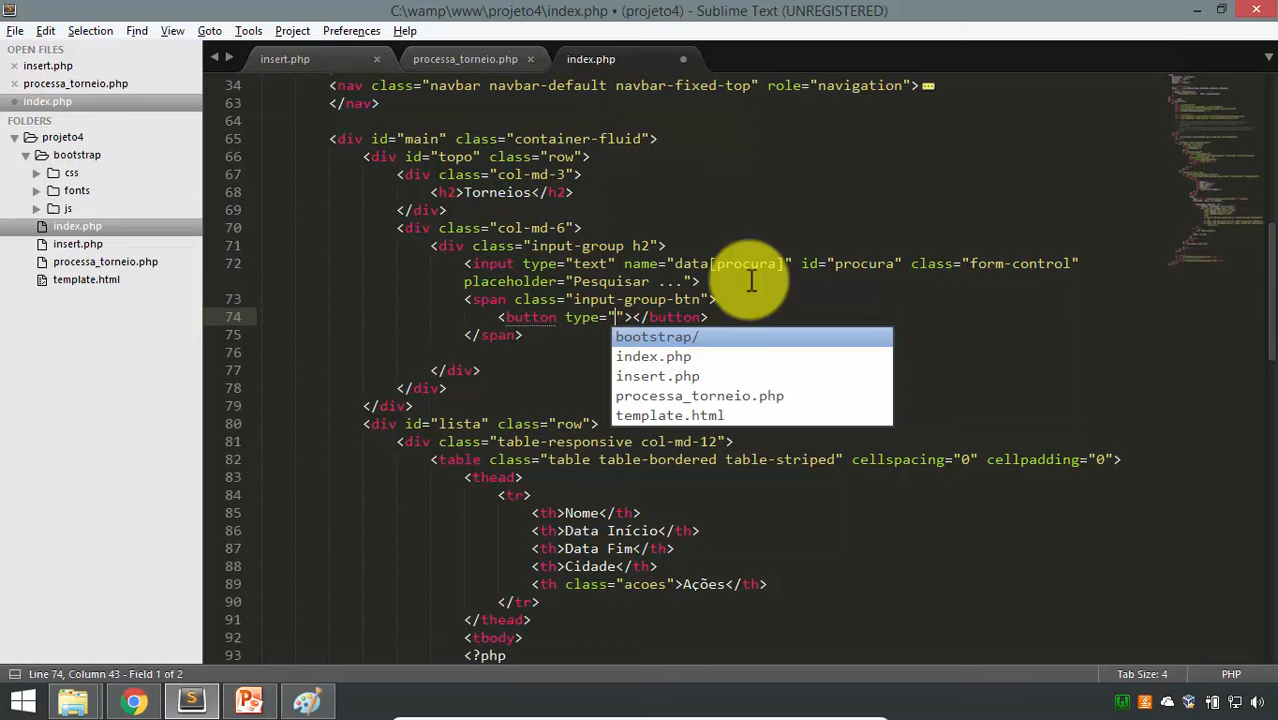 C:\wamp\www\projeto4\index.php • (projeto4) - Sublime Text (UNREGISTERED)
File Edit Selection Find View Goto Tools Project Preferences Help
OPEN FILES
insert.php
processa_torneio.php
index.php
FOLDERS
projeto4
bootstrap
css
fonts
js
index.php
insert.php
processa_torneio.php
template.html
insert.php × processa_torneio.php × index.php
34 <nav class="navbar navbar-default navbar-fixed-top" role="navigation">
63 </nav>
64
65 <div id="main" class="container-fluid">
66 <div id="topo" class="row">
67 <div class="col-md-3">
68 <h2>Torneios</h2>
69 </div>
70 <div class="col-md-6">
71 <div class="input-group h2">
72 <input type="text" name="data[procura]" id="procura" class="form-control"
placeholder="Pesquisar ...">
73 <span class="input-group-btn">
74 <button type=""></button>
75 </span>
76
77 </div>
78 </div>
79 </div>
80 <div id="lista" class="row">
81 <div class="table-responsive col-md-12">
82 <table class="table table-bordered table-striped" cellspacing="0" cellpadding="0">
83 <thead>
84 <tr>
85 <th>Nome</th>
86 <th>Data Início</th>
87 <th>Data Fim</th>
88 <th>Cidade</th>
89 <th class="acoes">Ações</th>
90 </tr>
91 </thead>
92 <tbody>
93 <?php
bootstrap/
index.php
insert.php
processa_torneio.php
template.html
Line 74, Column 43 - Field 1 of 2
Tab Size: 4
PHP